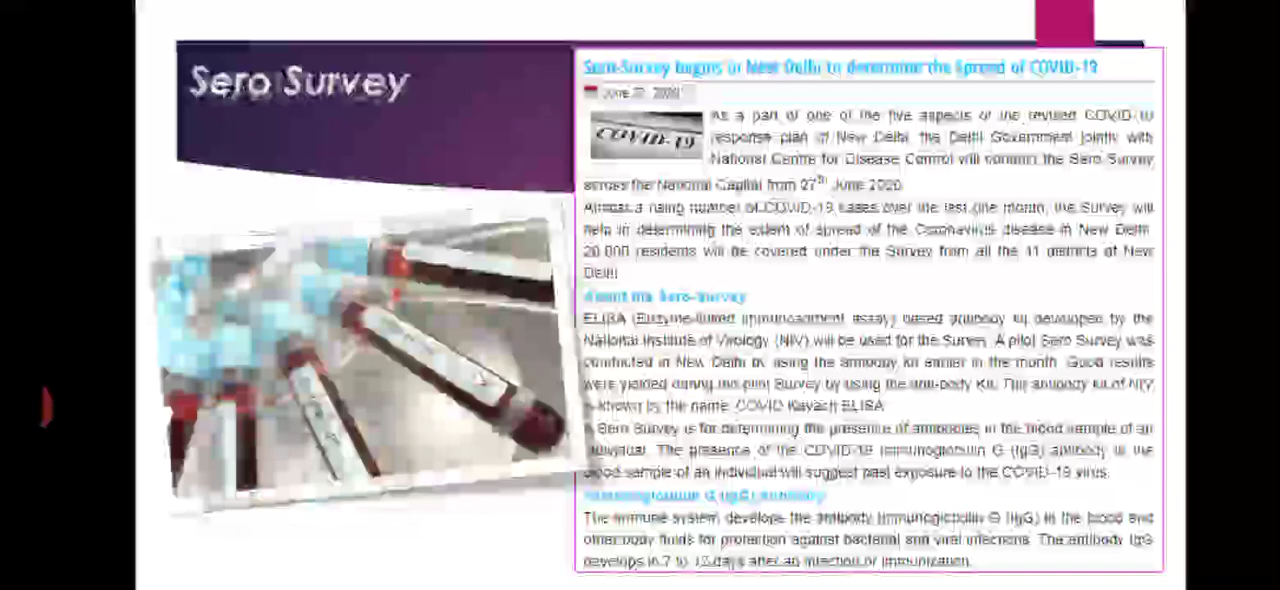 Sero Survey
Sero-Survey begins in New Delhi to determine the Spread of COVID-19
June 2020
As a part of one of the five aspects of the revised COVID-19
COVID-19
response plan of New Delhi, the Delhi Government jointly with
National Centre for Disease Control will conduct the Sero Survey
across the National Capital from 27th June 2020
Amidst a rising number of COVID-19 cases over the last one month, the Survey will
help in determining the extent of spread of the Coronavirus disease in New Delhi.
20,000 residents will be covered under the Survey from all the 11 districts of New
Delhi
About the Sero-Survey
ELISA (Enzyme-linked immunosorbent assay) based antibody kit developed by the
National Institute of Virology (NIV) will be used for the Survey. A pilot Sero Survey was
conducted in New Delhi by using the antibody kit earlier in the month. Good results
were yielded during the pilot Survey by using the anti-body Kit. This antibody kit of NIV
is known by the name COVID Kavach ELISA
A Sero Survey is for determining the presence of antibodies in the blood sample of an
individual. The presence of the COVID-19 Immunoglobulin G (IgG) antibody in the
blood sample of an individual will suggest past exposure to the COVID-19 virus.
Immunoglobulin G (IgG) antibody
The immune system develops the antibody Immunoglobulin G (IgG) in the blood and
other body fluids for protection against bacterial and viral infections. The antibody IgG
develops in 7 to days after an infection or immunization.